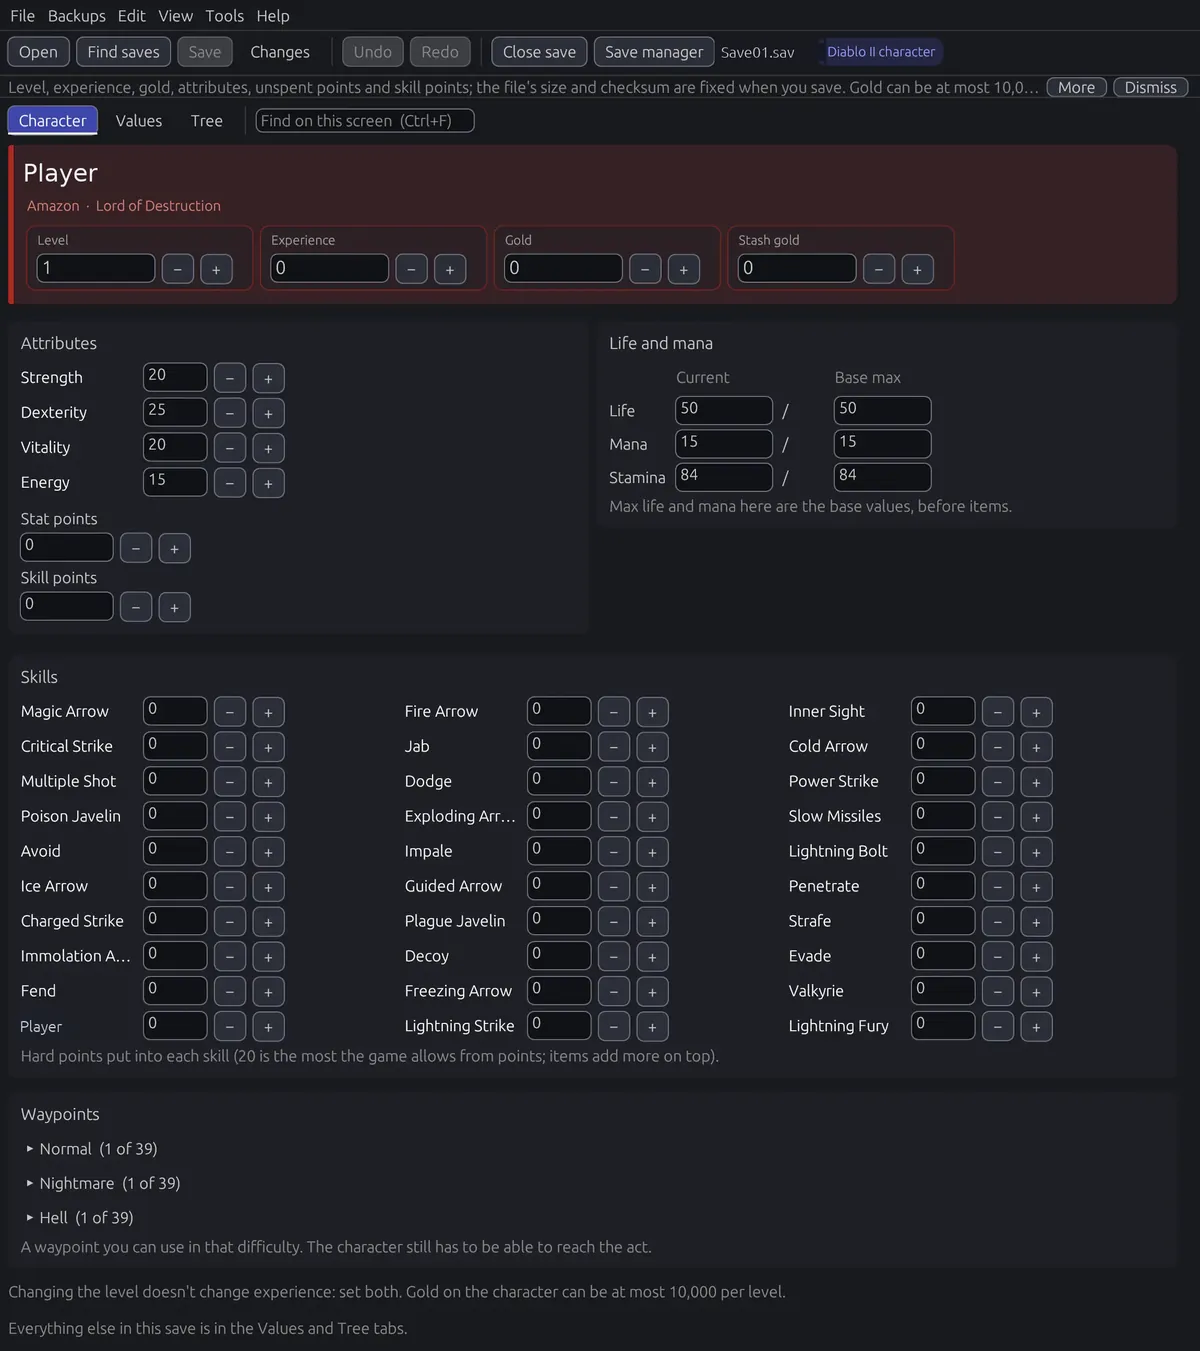 File Backups Edit View Tools Help
Open Find saves Save Changes Undo Redo Close save Save manager Save01.sav Diablo II character
Level, experience, gold, attributes, unspent points and skill points; the file's size and checksum are fixed when you save. Gold can be at most 10,0... More Dismiss
Character Values Tree Find on this screen (Ctrl+F)
Player
Amazon · Lord of Destruction
Level Experience Gold Stash gold
1 − + 0 − + 0 − + 0 − +
Attributes
Strength 20 − +
Dexterity 25 − +
Vitality 20 − +
Energy 15 − +
Stat points
0 − +
Skill points
0 − +
Life and mana
Current Base max
Life 50 / 50
Mana 15 / 15
Stamina 84 / 84
Max life and mana here are the base values, before items.
Skills
Magic Arrow 0 − + Fire Arrow 0 − + Inner Sight 0 − +
Critical Strike 0 − + Jab 0 − + Cold Arrow 0 − +
Multiple Shot 0 − + Dodge 0 − + Power Strike 0 − +
Poison Javelin 0 − + Exploding Arr... 0 − + Slow Missiles 0 − +
Avoid 0 − + Impale 0 − + Lightning Bolt 0 − +
Ice Arrow 0 − + Guided Arrow 0 − + Penetrate 0 − +
Charged Strike 0 − + Plague Javelin 0 − + Strafe 0 − +
Immolation A... 0 − + Decoy 0 − + Evade 0 − +
Fend 0 − + Freezing Arrow 0 − + Valkyrie 0 − +
Player 0 − + Lightning Strike 0 − + Lightning Fury 0 − +
Hard points put into each skill (20 is the most the game allows from points; items add more on top).
Waypoints
▸ Normal (1 of 39)
▸ Nightmare (1 of 39)
▸ Hell (1 of 39)
A waypoint you can use in that difficulty. The character still has to be able to reach the act.
Changing the level doesn't change experience: set both. Gold on the character can be at most 10,000 per level.
Everything else in this save is in the Values and Tree tabs.